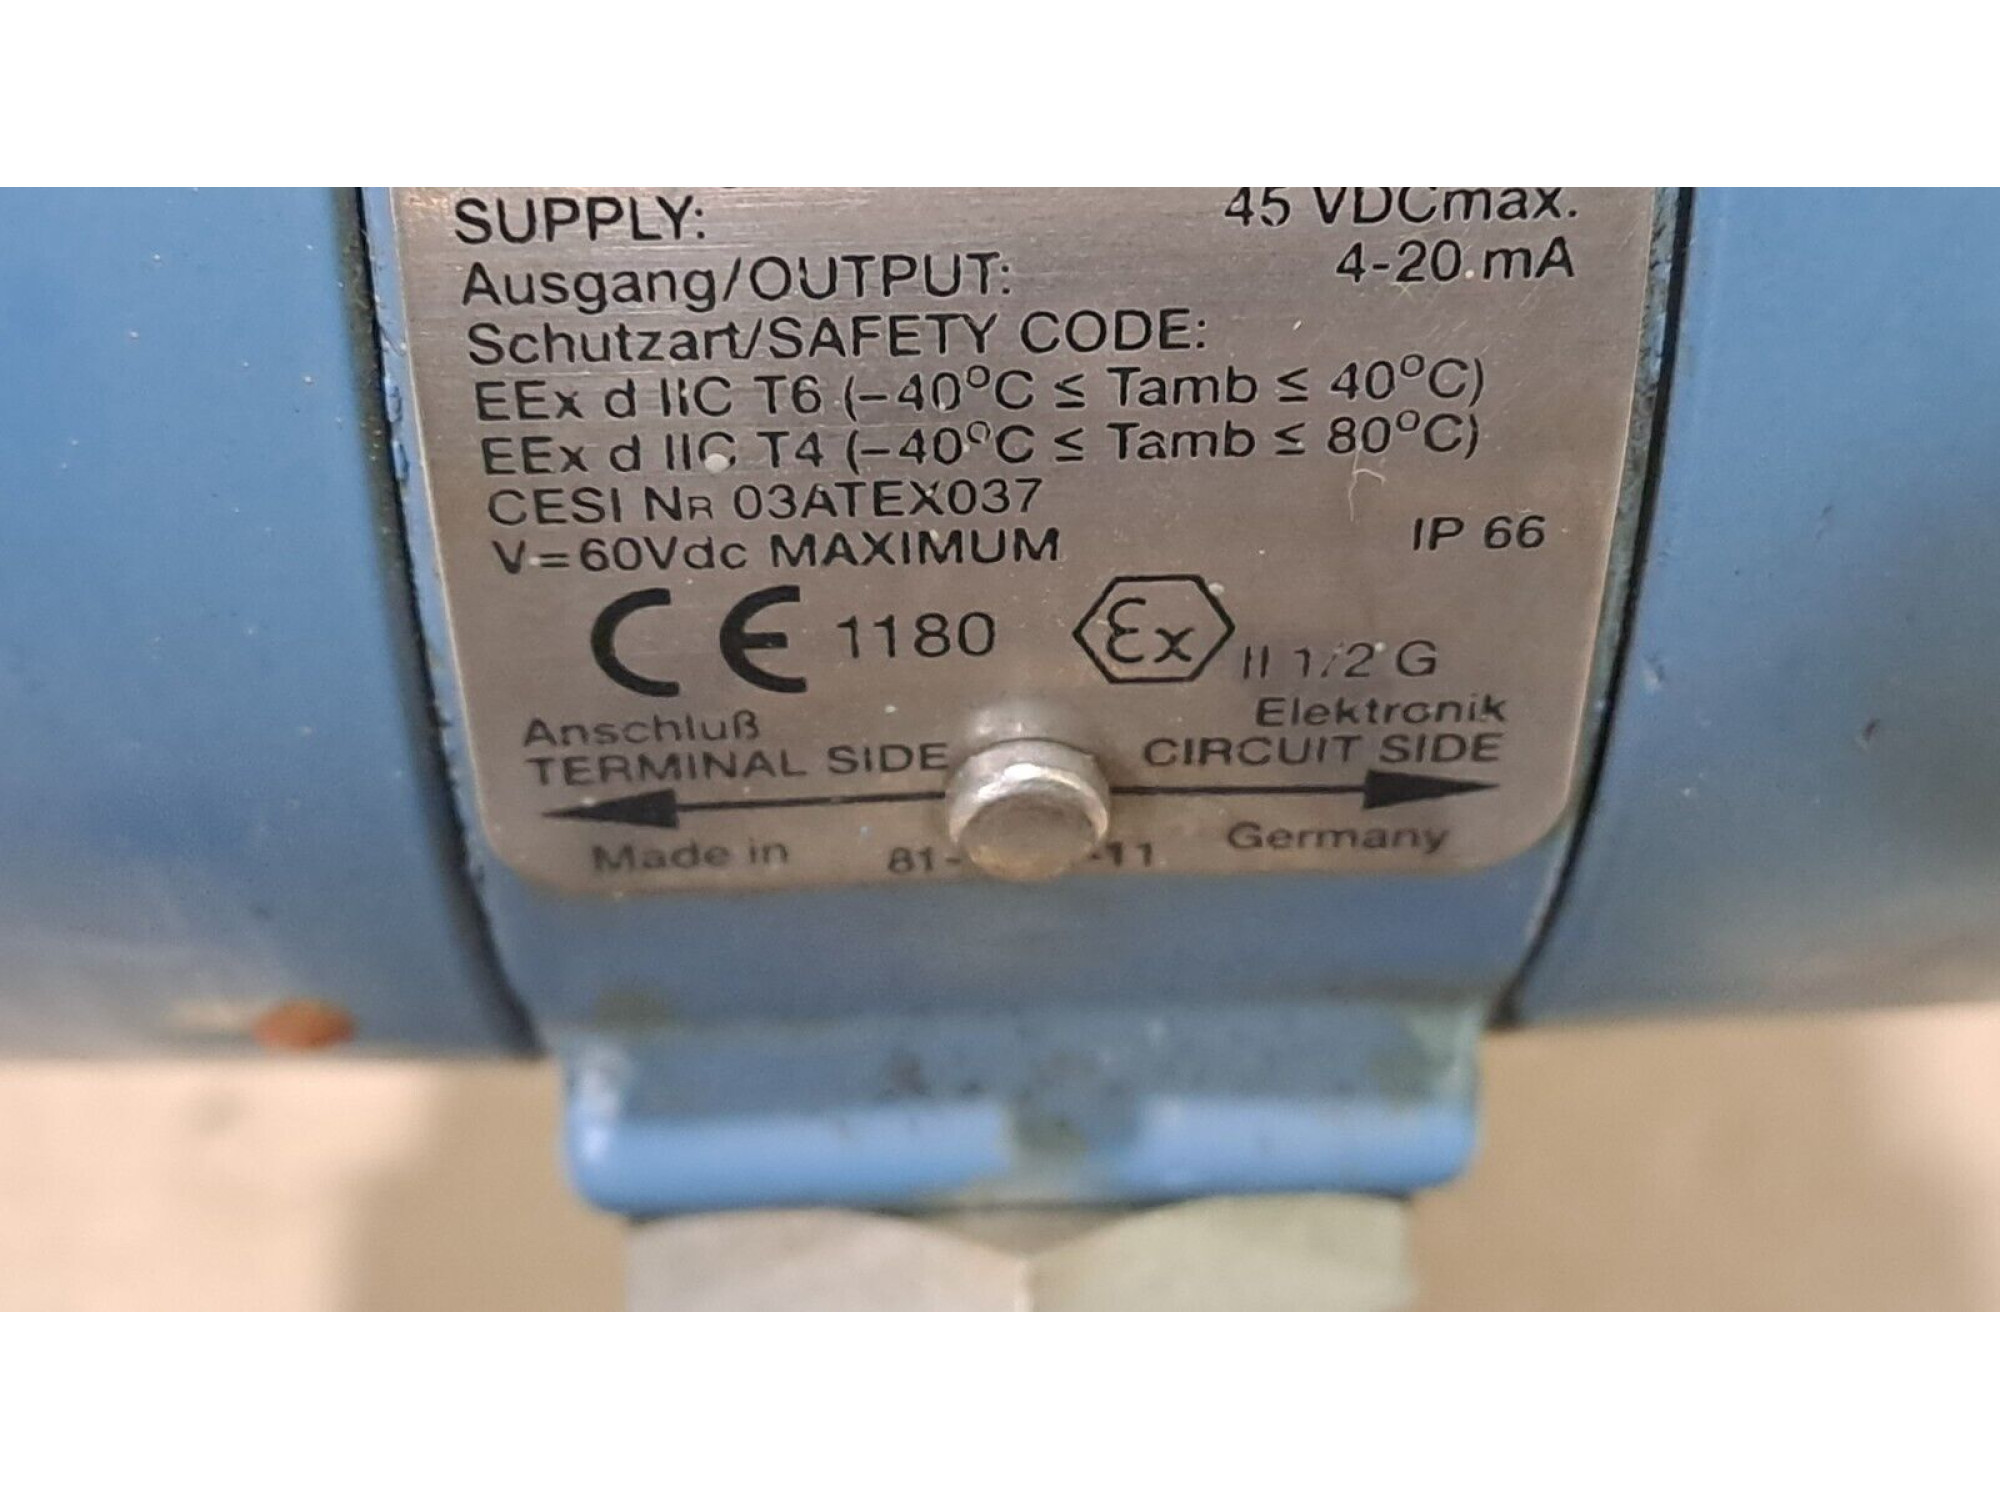 SUPPLY: 45 VDCmax.
Ausgang/OUTPUT: 4-20 mA
Schutzart/SAFETY CODE:
EEx d IIC T6 (−40°C ≤ Tamb ≤ 40°C)
EEx d IIC T4 (−40°C ≤ Tamb ≤ 80°C)
CESI NR 03ATEX037
V=60Vdc MAXIMUM IP 66
CE 1180 Ex II 1/2 G
Anschluß Elektronik
TERMINAL SIDE CIRCUIT SIDE
Made in 81- -11 Germany